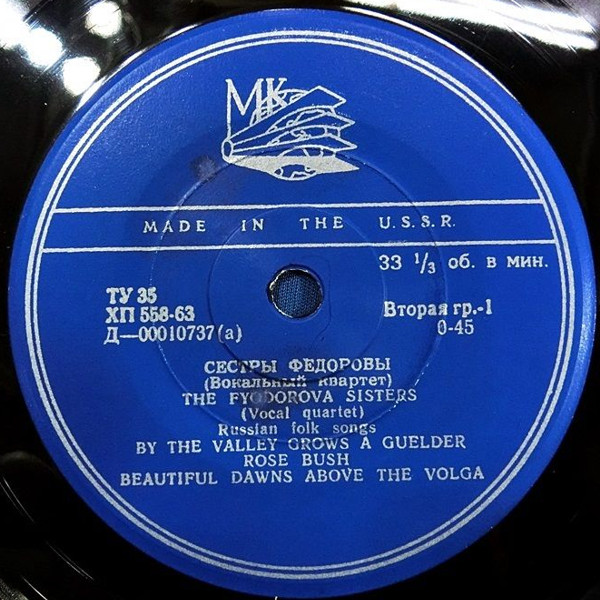 МК
MADE IN THE U.S.S.R.
33 1/3 об. в мин.
ТУ 35
ХП 558-63
Д—00010737(а)
Вторая гр.-1
0-45
СЕСТРЫ ФЕДОРОВЫ
(Вокальный квартет)
THE FYODOROVA SISTERS
(Vocal quartet)
Russian folk songs
BY THE VALLEY GROWS A GUELDER
ROSE BUSH
BEAUTIFUL DAWNS ABOVE THE VOLGA